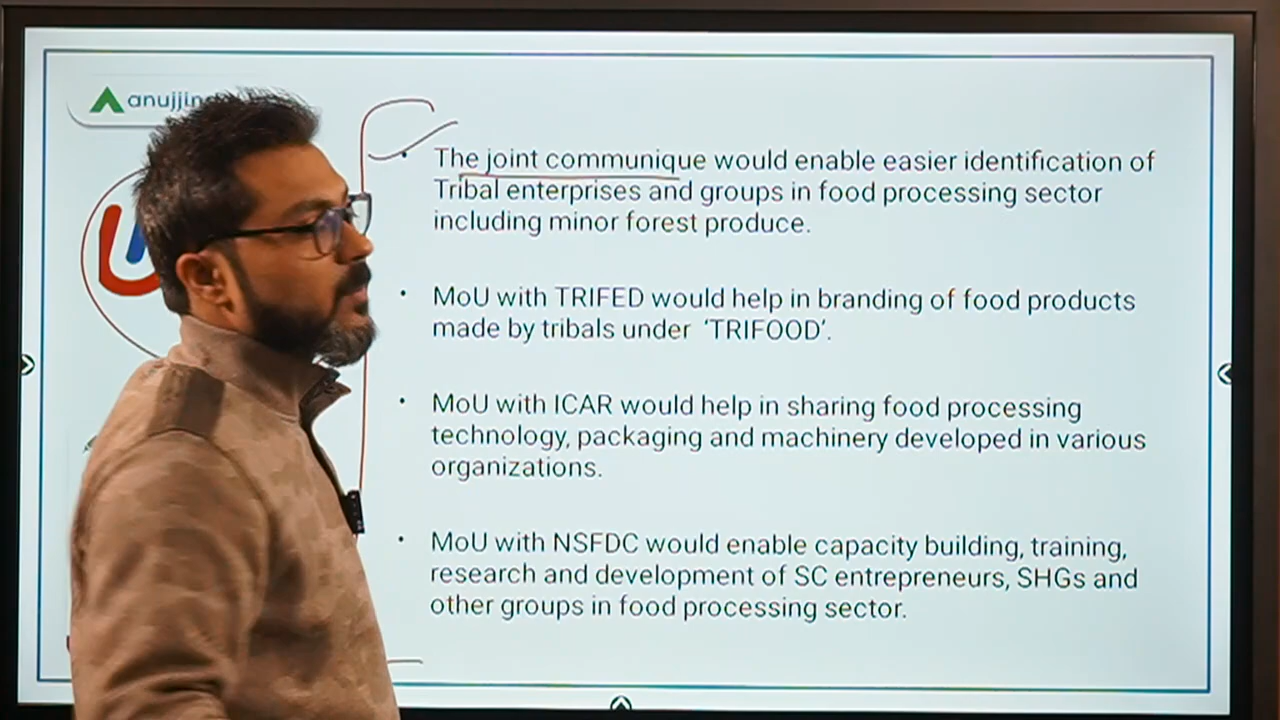 The joint communique would enable easier identification of
Tribal enterprises and groups in food processing sector
including minor forest produce.
MoU with TRIFED would help in branding of food products
made by tribals under ‘TRIFOOD’.
MoU with ICAR would help in sharing food processing
technology, packaging and machinery developed in various
organizations.
MoU with NSFDC would enable capacity building, training,
research and development of SC entrepreneurs, SHGs and
other groups in food processing sector.